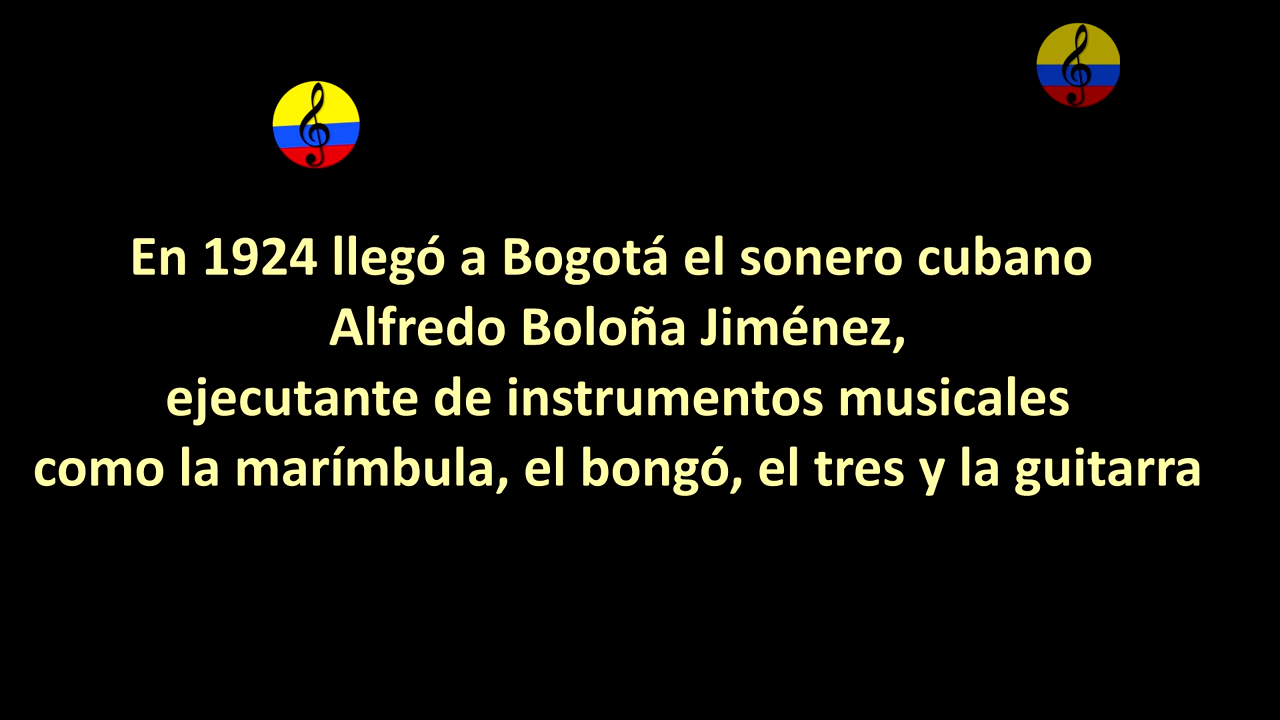 En 1924 llegó a Bogotá el sonero cubano
Alfredo Boloña Jiménez,
ejecutante de instrumentos musicales
como la marímbula, el bongó, el tres y la guitarra